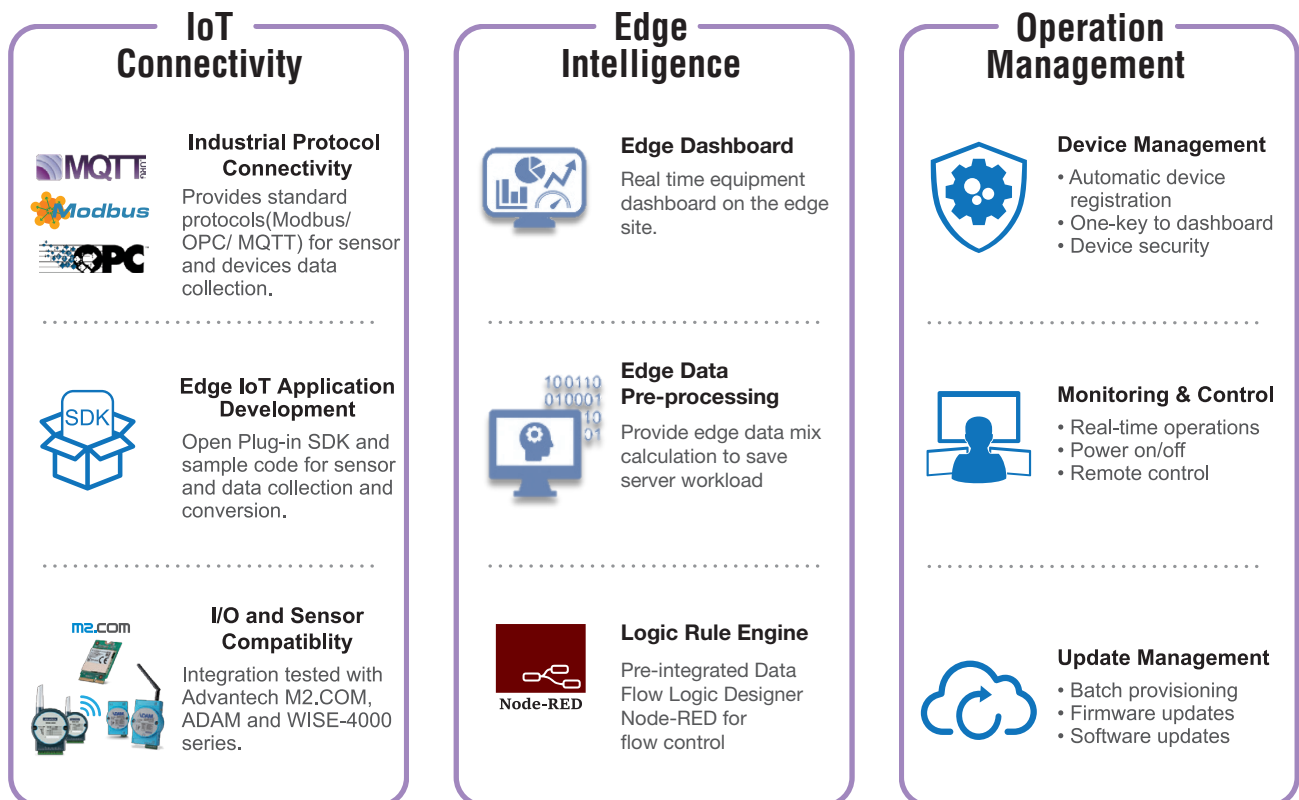 IoT
Connectivity
MQTT
.ORG
Modbus
OPC
Industrial Protocol
Connectivity
Provides standard
protocols(Modbus/
OPC/ MQTT) for sensor
and devices data
collection.
SDK
Edge IoT Application
Development
Open Plug-in SDK and
sample code for sensor
and data collection and
conversion.
m2.COM
ADAM
I/O and Sensor
Compatiblity
Integration tested with
Advantech M2.COM,
ADAM and WISE-4000
series.
Edge
Intelligence
Edge Dashboard
Real time equipment
dashboard on the edge
site.
100110
010001
10
01
Edge Data
Pre-processing
Provide edge data mix
calculation to save
server workload
Node-RED
Logic Rule Engine
Pre-integrated Data
Flow Logic Designer
Node-RED for
flow control
Operation
Management
Device Management
• Automatic device
registration
• One-key to dashboard
• Device security
Monitoring & Control
• Real-time operations
• Power on/off
• Remote control
Update Management
• Batch provisioning
• Firmware updates
• Software updates